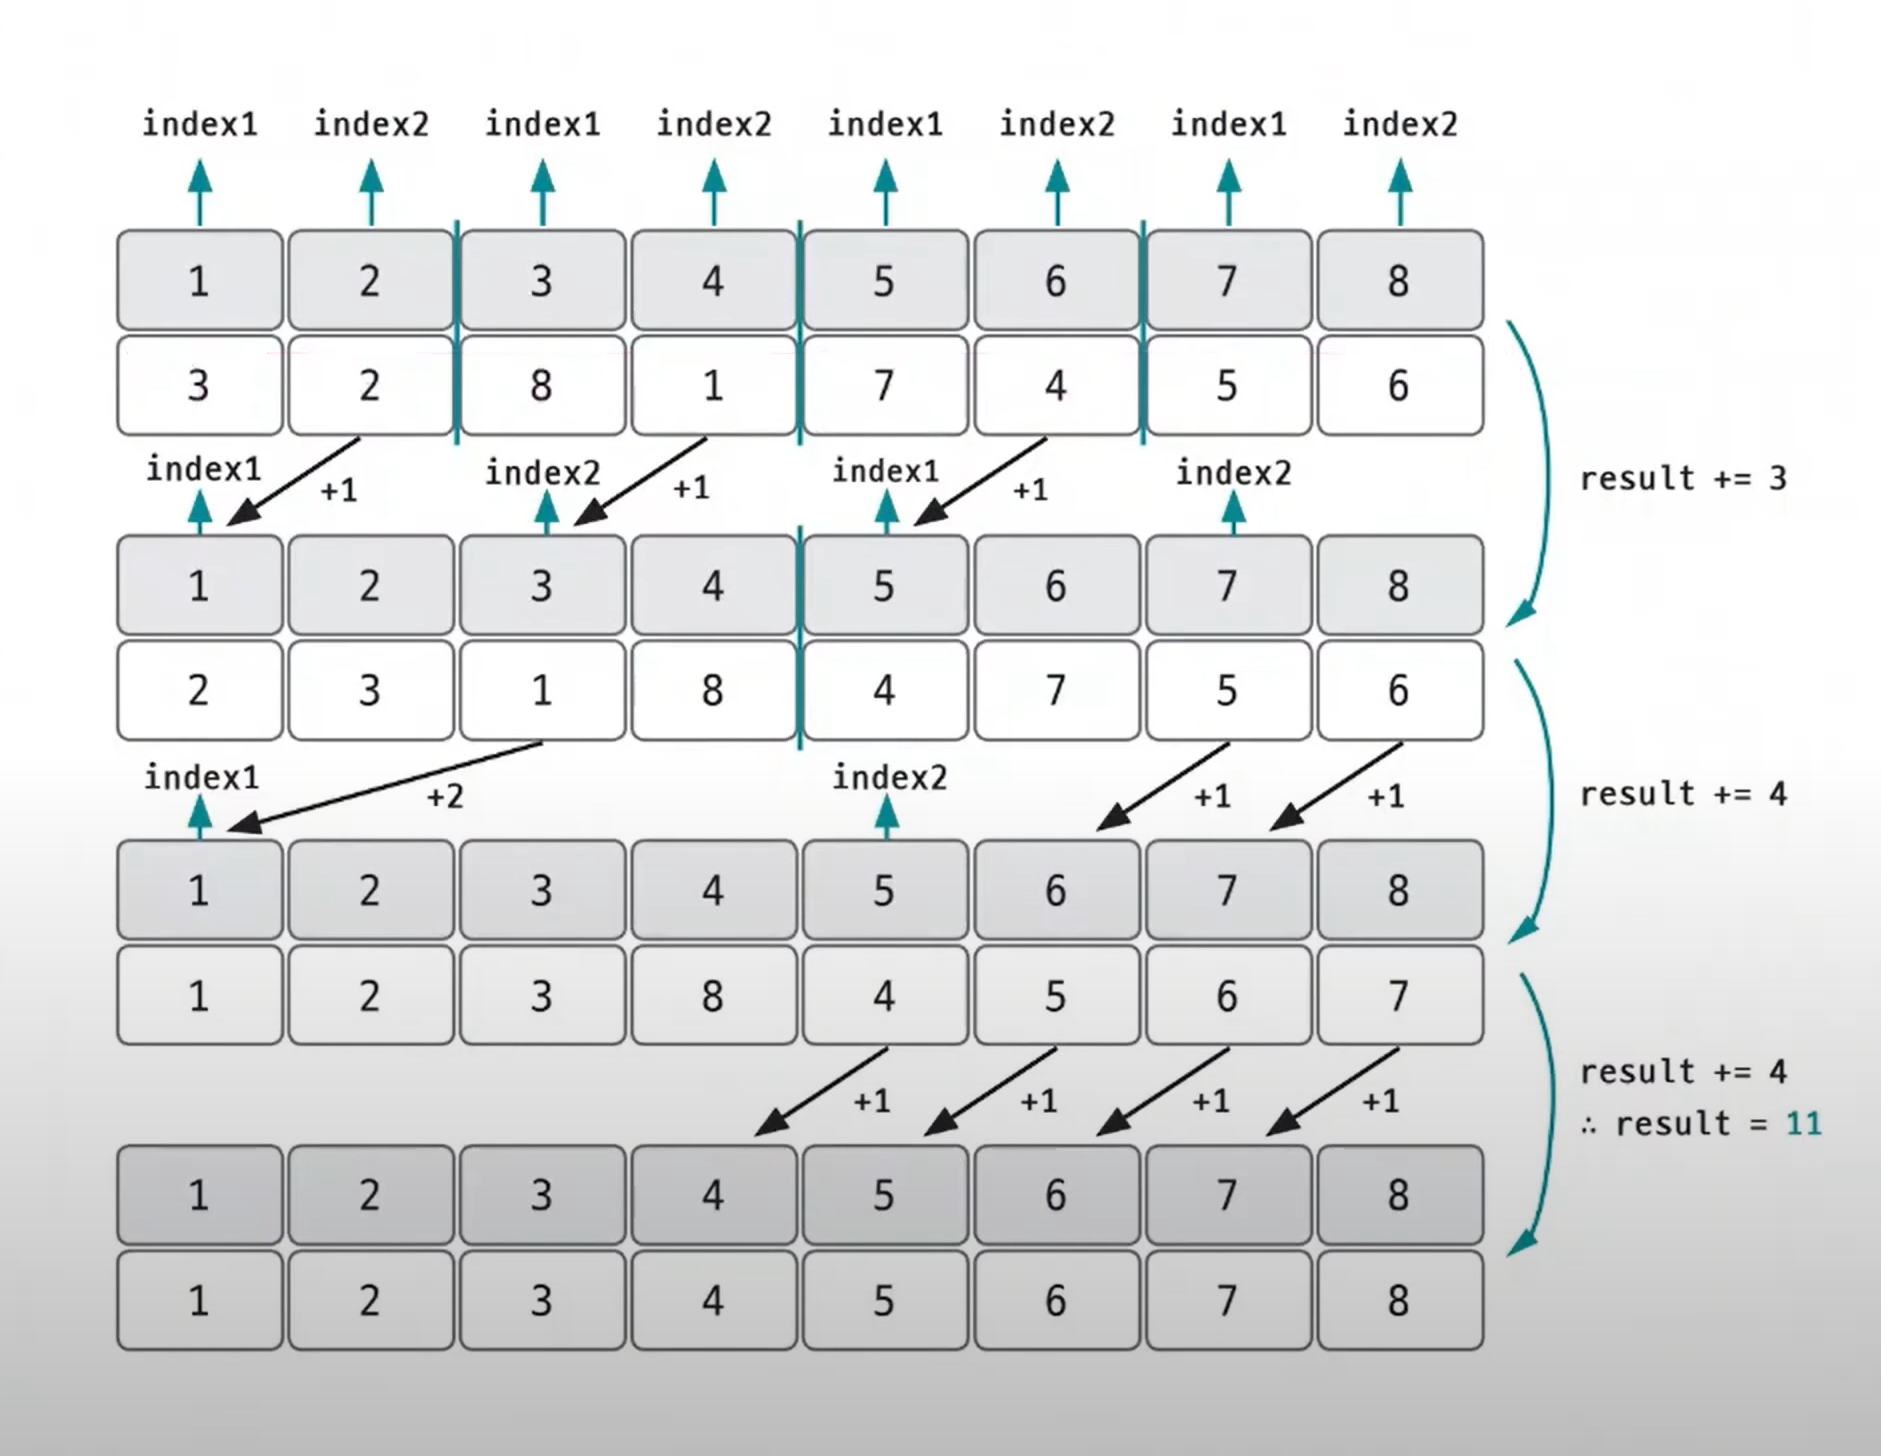 index1 index2 index1 index2 index1 index2 index1 index2
1 2 3 4 5 6 7 8
3 2 8 1 7 4 5 6
index1 +1 index2 +1 index1 +1 index2
result += 3
1 2 3 4 5 6 7 8
2 3 1 8 4 7 5 6
index1 +2 index2 +1 +1
result += 4
1 2 3 4 5 6 7 8
1 2 3 8 4 5 6 7
+1 +1 +1 +1
result += 4
∴ result = 11
1 2 3 4 5 6 7 8
1 2 3 4 5 6 7 8